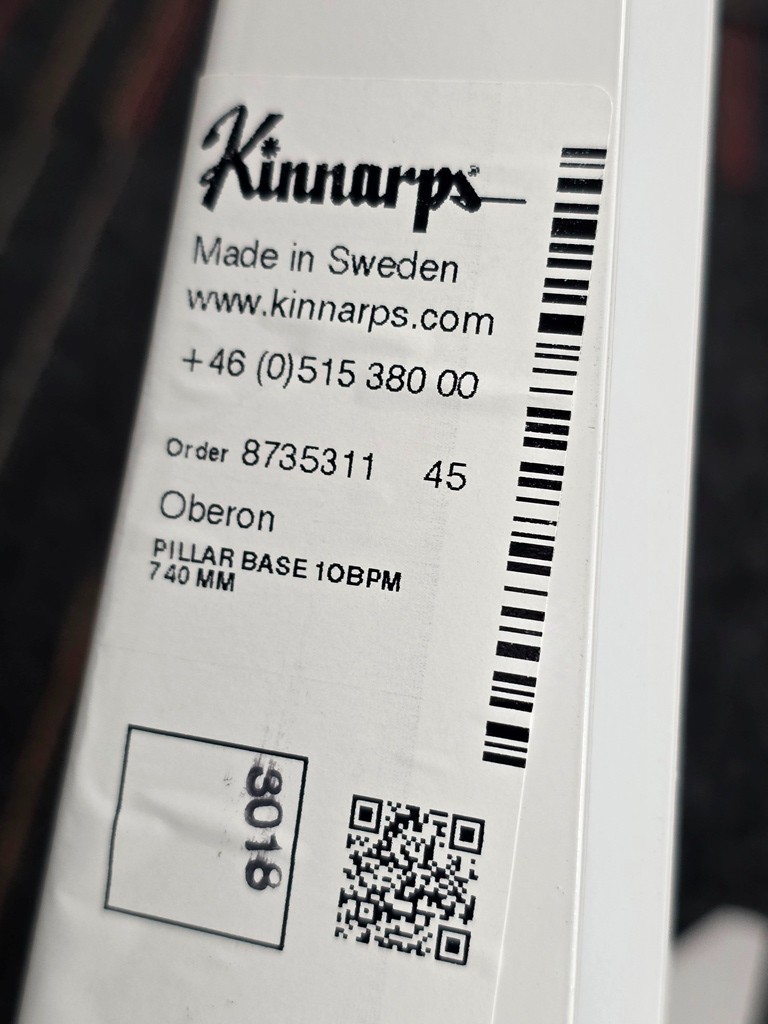 Kinnarps
Made in Sweden
www.kinnarps.com
+46 (0)515 380 00
Order 8735311 45
Oberon
PILLAR BASE 10BPM
740 MM
3018